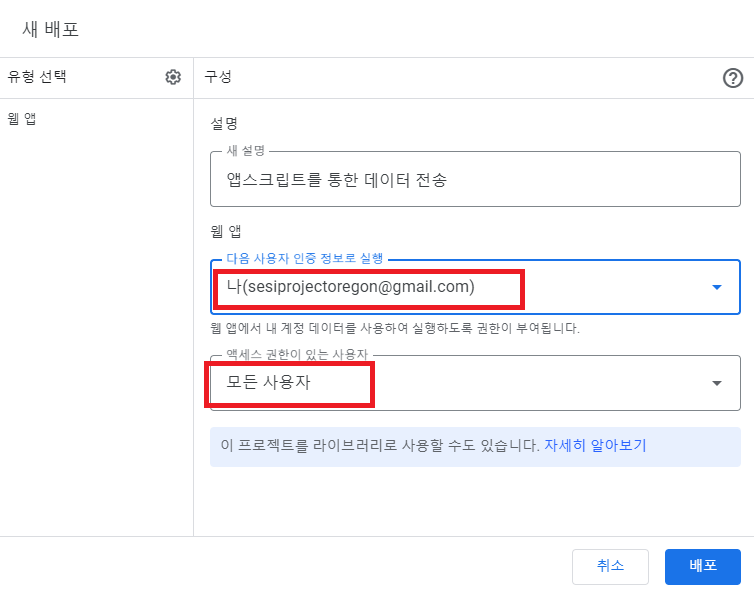 새 배포
유형 선택
구성
웹 앱
설명
새 설명
앱스크립트를 통한 데이터 전송
웹 앱
다음 사용자 인증 정보로 실행
나(sesiprojectoregon@gmail.com)
웹 앱에서 내 계정 데이터를 사용하여 실행하도록 권한이 부여됩니다.
액세스 권한이 있는 사용자
모든 사용자
이 프로젝트를 라이브러리로 사용할 수도 있습니다. 자세히 알아보기
취소
배포